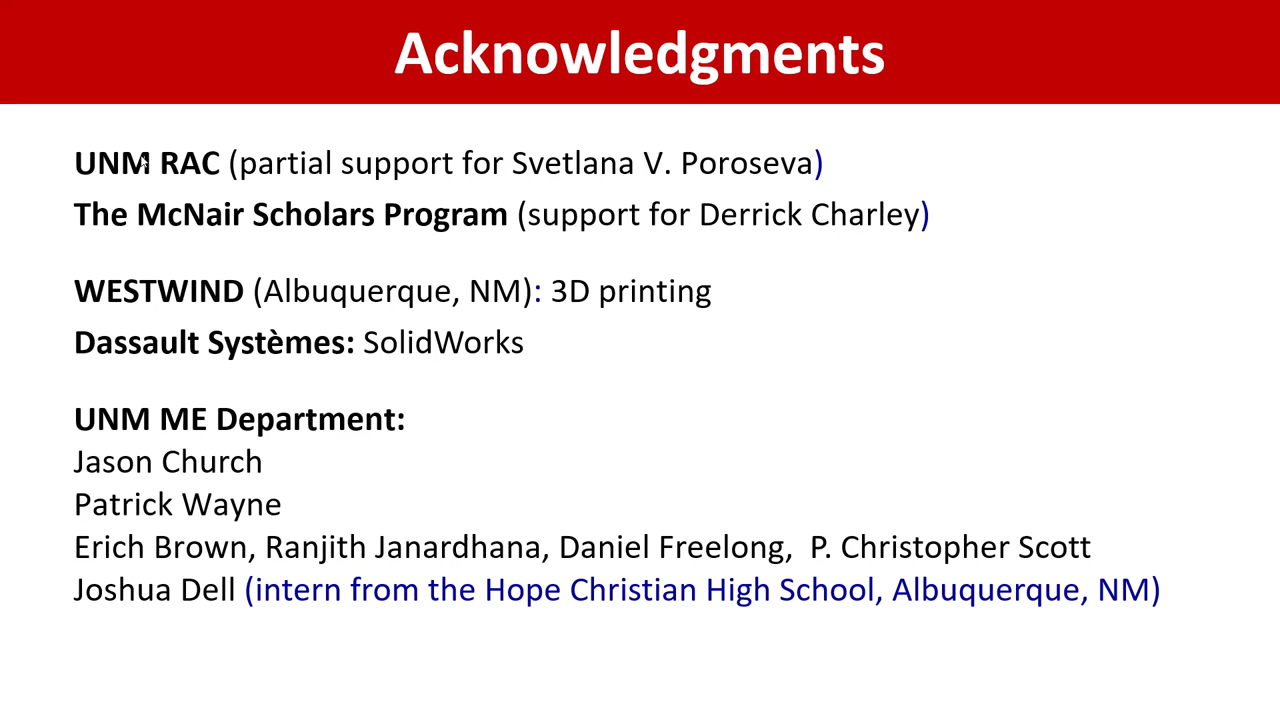 Acknowledgments
UNM RAC (partial support for Svetlana V. Poroseva)
The McNair Scholars Program (support for Derrick Charley)
WESTWIND (Albuquerque, NM): 3D printing
Dassault Systèmes: SolidWorks
UNM ME Department:
Jason Church
Patrick Wayne
Erich Brown, Ranjith Janardhana, Daniel Freelong,  P. Christopher Scott
Joshua Dell (intern from the Hope Christian High School, Albuquerque, NM)